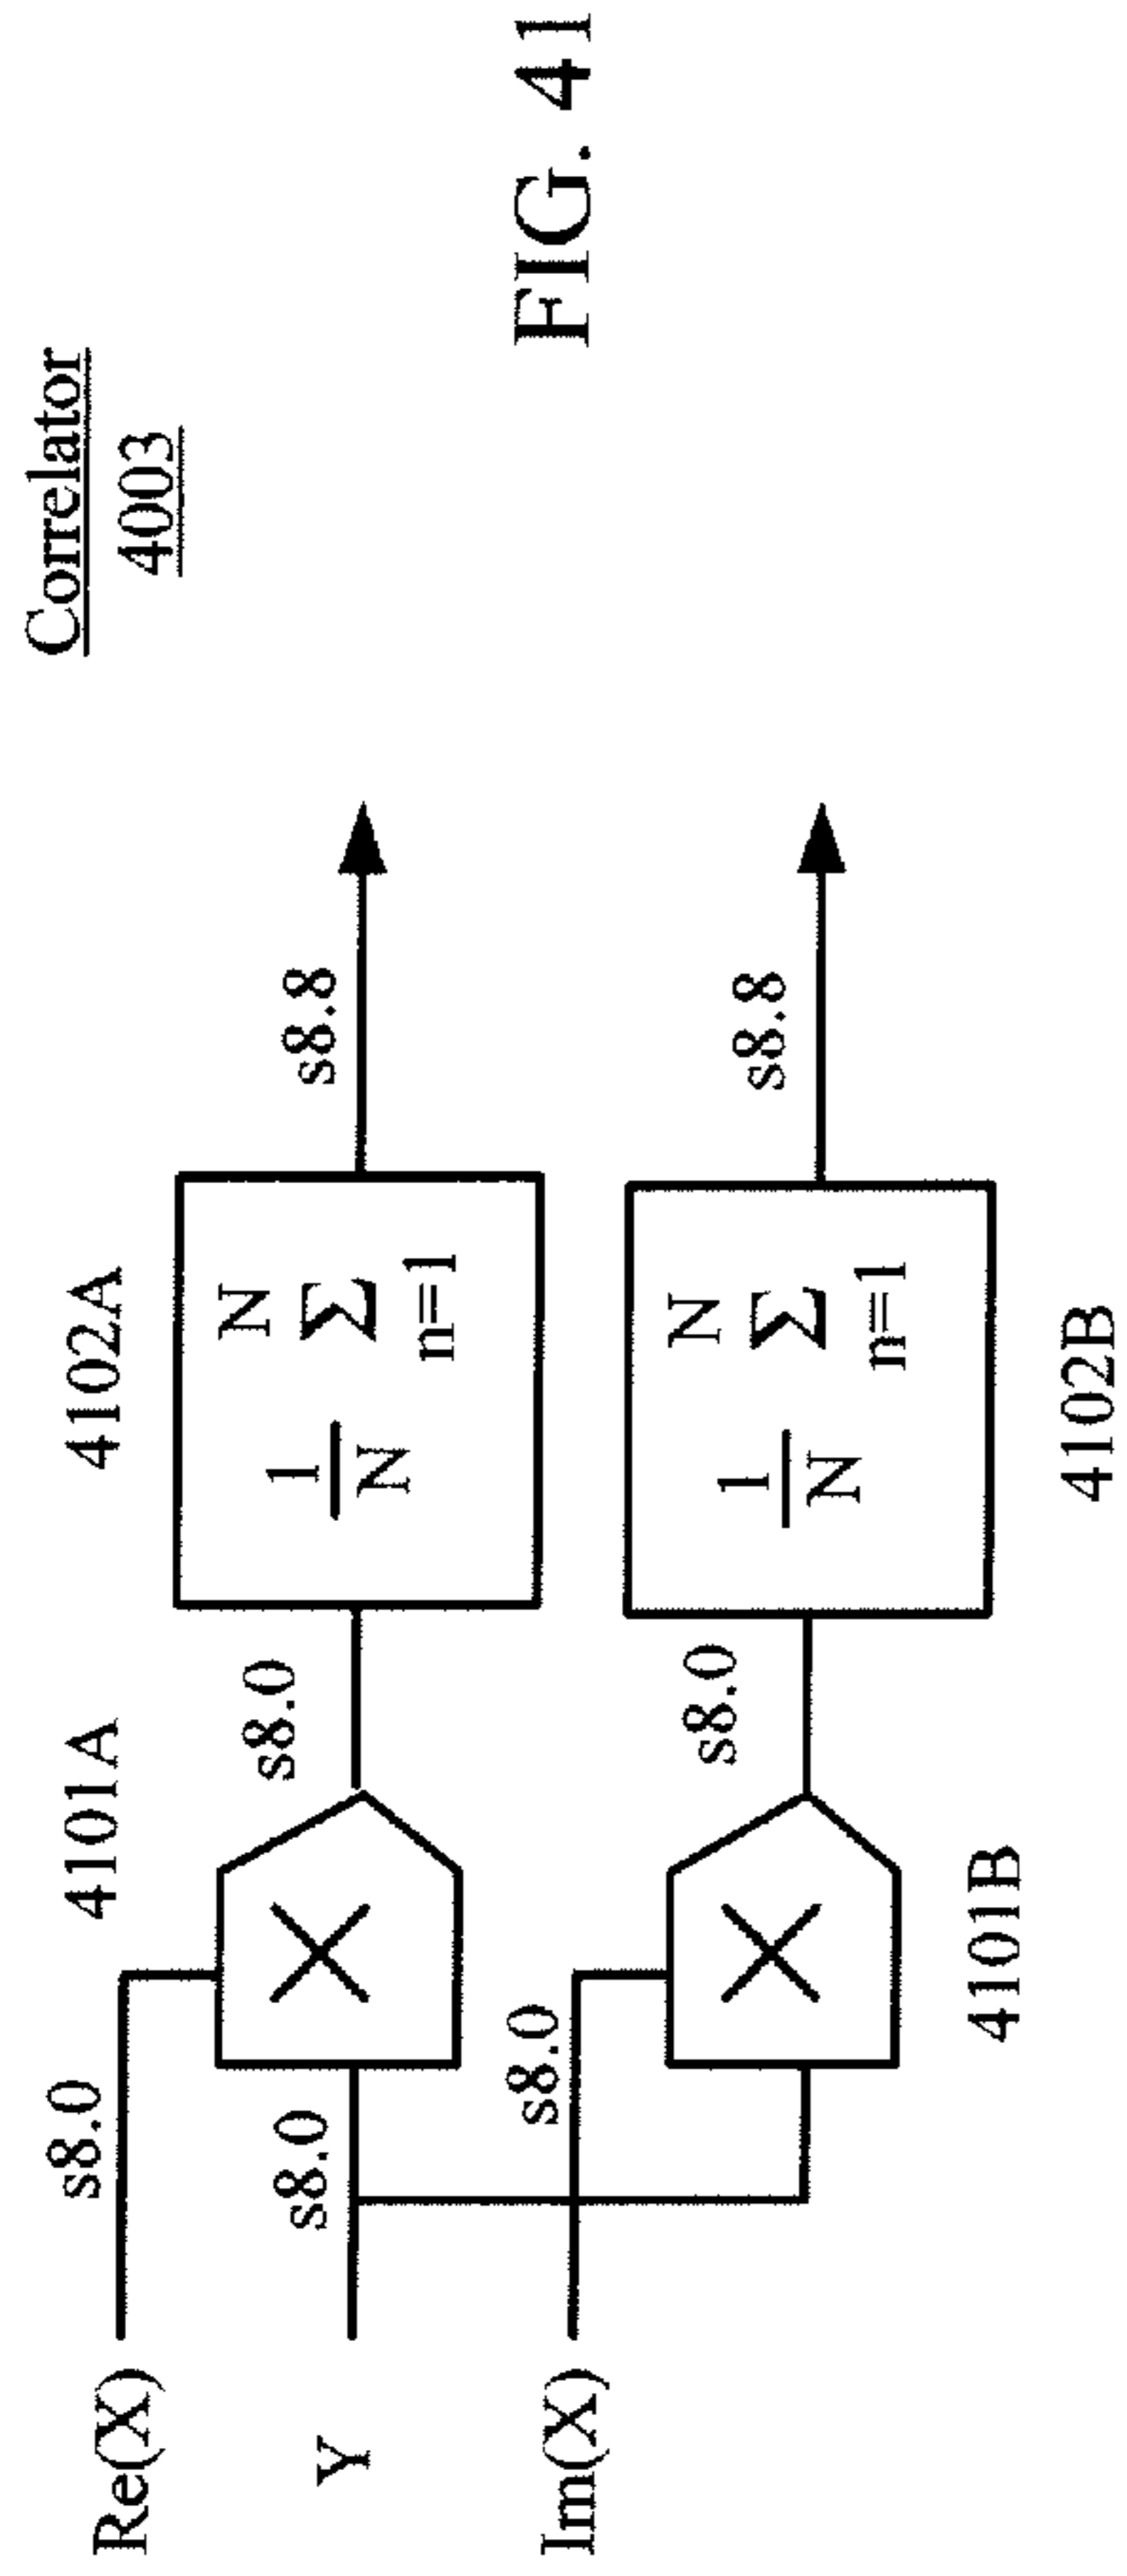 Correlator
4003
4101A
4102A
Re(X)
s8.0
Y
s8.0
s8.0
1
N
N
Σ
n=1
s8.8
Im(X)
s8.0
s8.0
1
N
N
Σ
n=1
s8.8
4101B
4102B
FIG. 41